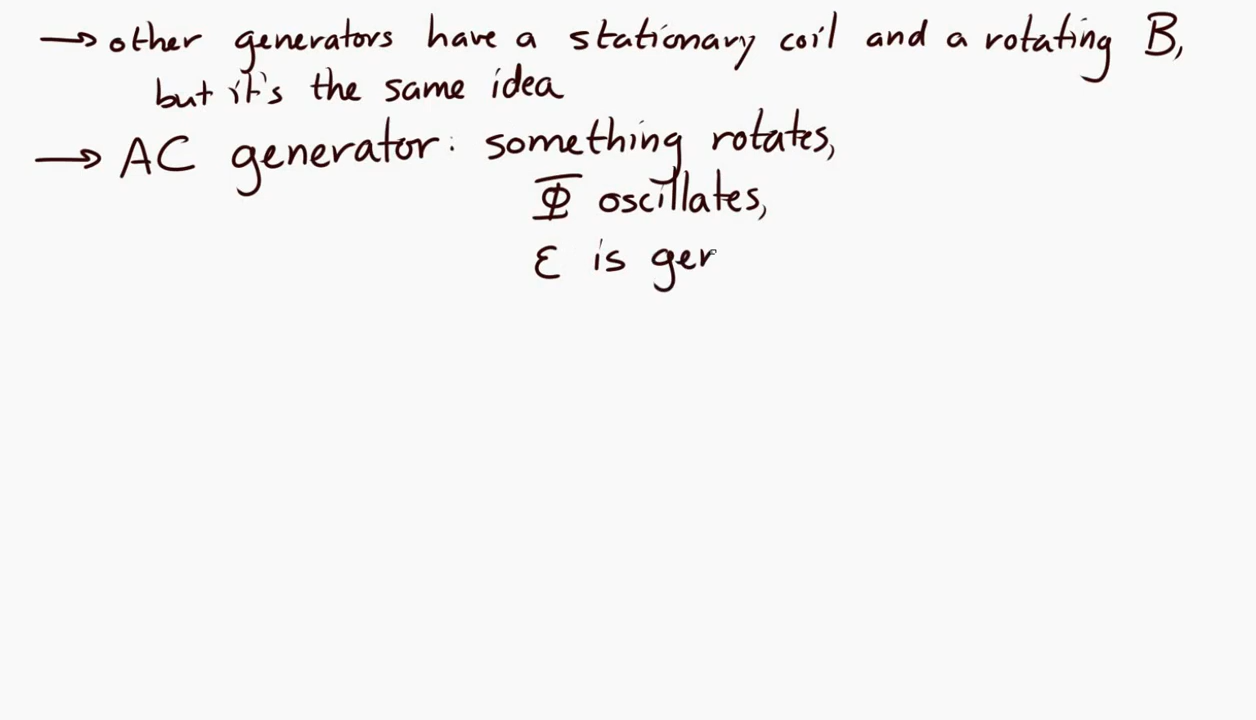 → other generators have a stationary coil and a rotating B,
but it's the same idea
→ AC generator: something rotates,
Φ oscillates,
ε is ger